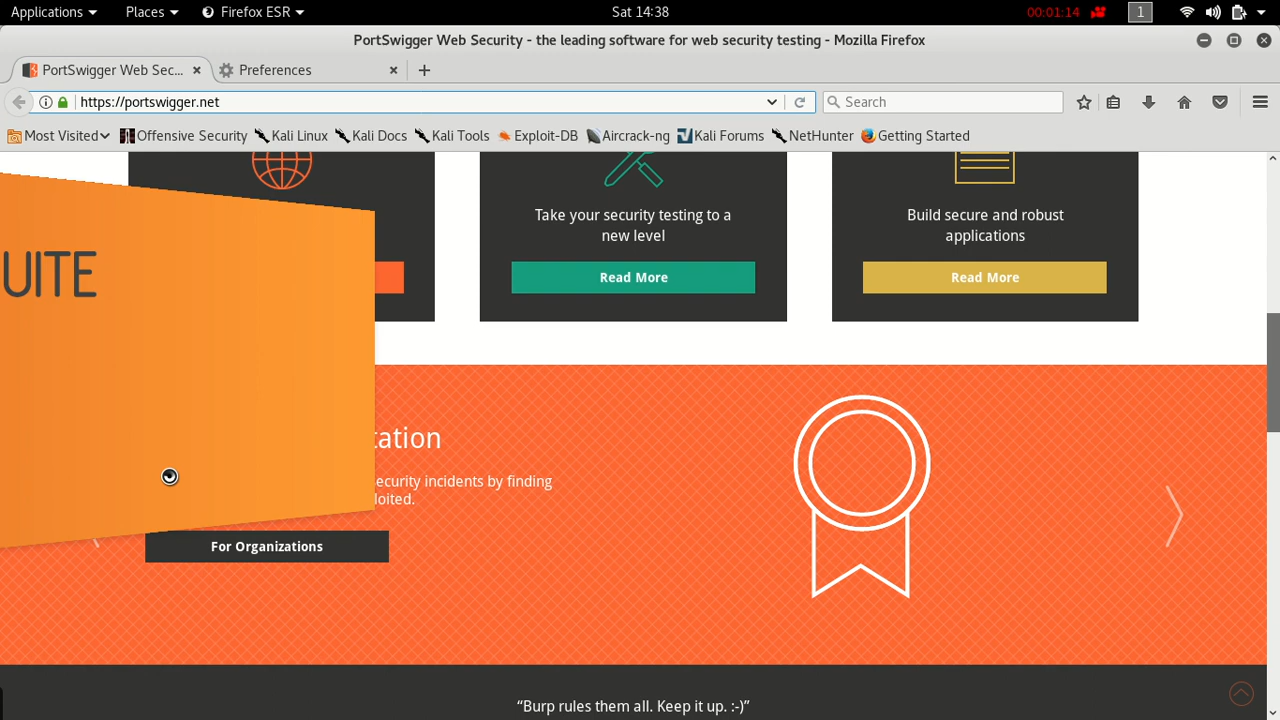 Applications Places Firefox ESR Sat 14:38 00:01:14 1
PortSwigger Web Security - the leading software for web security testing - Mozilla Firefox
PortSwigger Web Sec... Preferences
https://portswigger.net Search
Most Visited Offensive Security Kali Linux Kali Docs Kali Tools Exploit-DB Aircrack-ng Kali Forums NetHunter Getting Started
Take your security testing to a
new level
Read More
Build secure and robust
applications
Read More
UITE
tation
ecurity incidents by finding
loited.
For Organizations
“Burp rules them all. Keep it up. :-)”